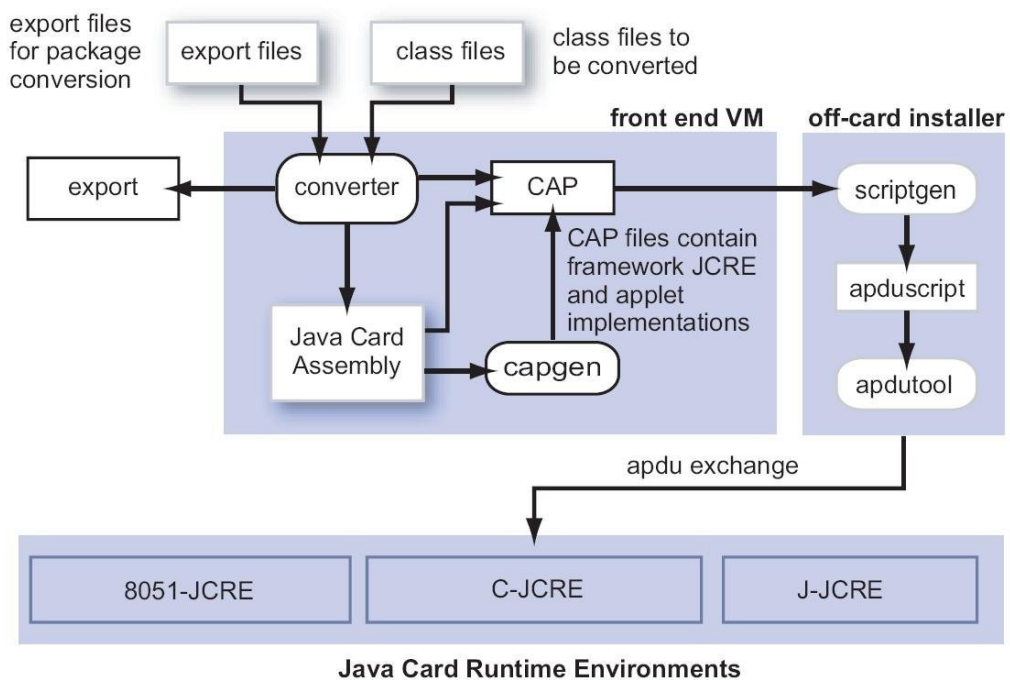 export files
for package
conversion
export files
class files
class files to
be converted
front end VM
off-card installer
export
converter
CAP
scriptgen
CAP files contain
framework JCRE
and applet
implementations
apduscript
Java Card
Assembly
capgen
apdutool
apdu exchange
8051-JCRE
C-JCRE
J-JCRE
Java Card Runtime Environments